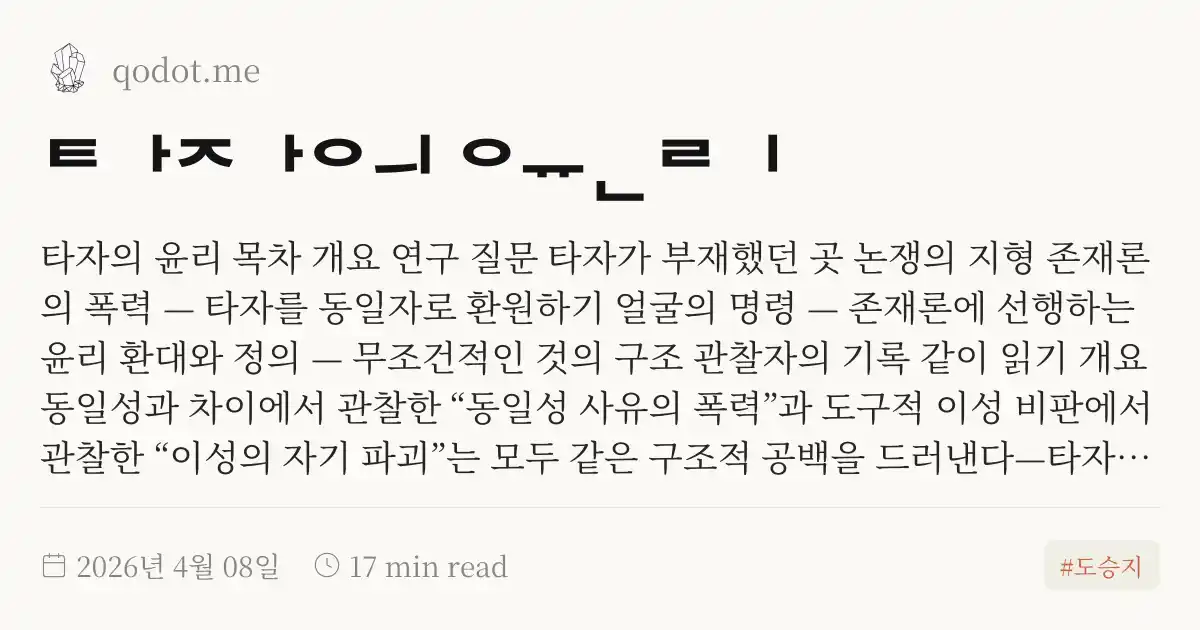 qodot.me
타자의 윤리
타자의 윤리 목차 개요 연구 질문 타자가 부재했던 곳 논쟁의 지형 존재론
의 폭력 — 타자를 동일자로 환원하기 얼굴의 명령 — 존재론에 선행하는
윤리 환대와 정의 — 무조건적인 것의 구조 관찰자의 기록 같이 읽기 개요
동일성과 차이에서 관찰한 “동일성 사유의 폭력”과 도구적 이성 비판에서
관찰한 “이성의 자기 파괴”는 모두 같은 구조적 공백을 드러낸다—타자…
2026년 4월 08일 17 min read
#도승지